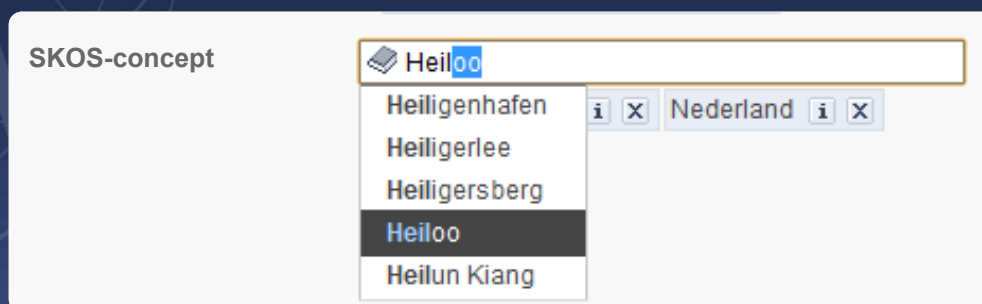 SKOS-concept
Heiloo
Heiligenhafen
i X Nederland i X
Heiligerlee
Heiligersberg
Heiloo
Heilun Kiang